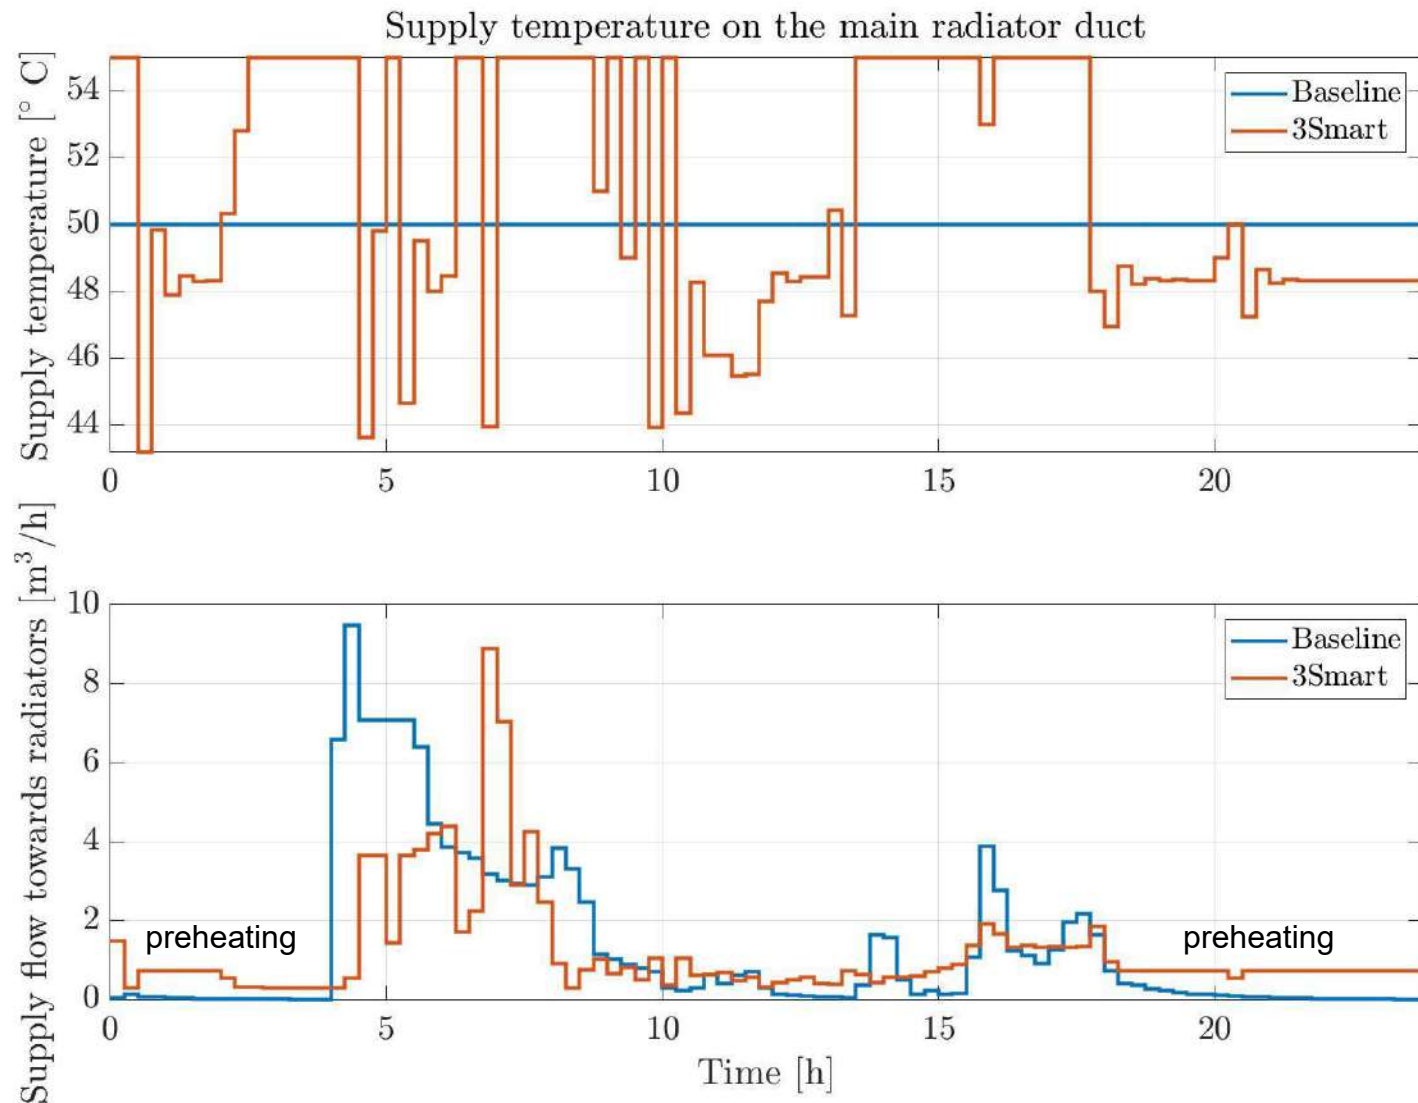 Supply temperature on the main radiator duct
Supply temperature [° C]
54
52
50
48
46
44
Baseline
3Smart
0 5 10 15 20
Supply flow towards radiators [m³/h]
10
8
6
4
2
0
Baseline
3Smart
preheating
preheating
0 5 10 15 20
Time [h]